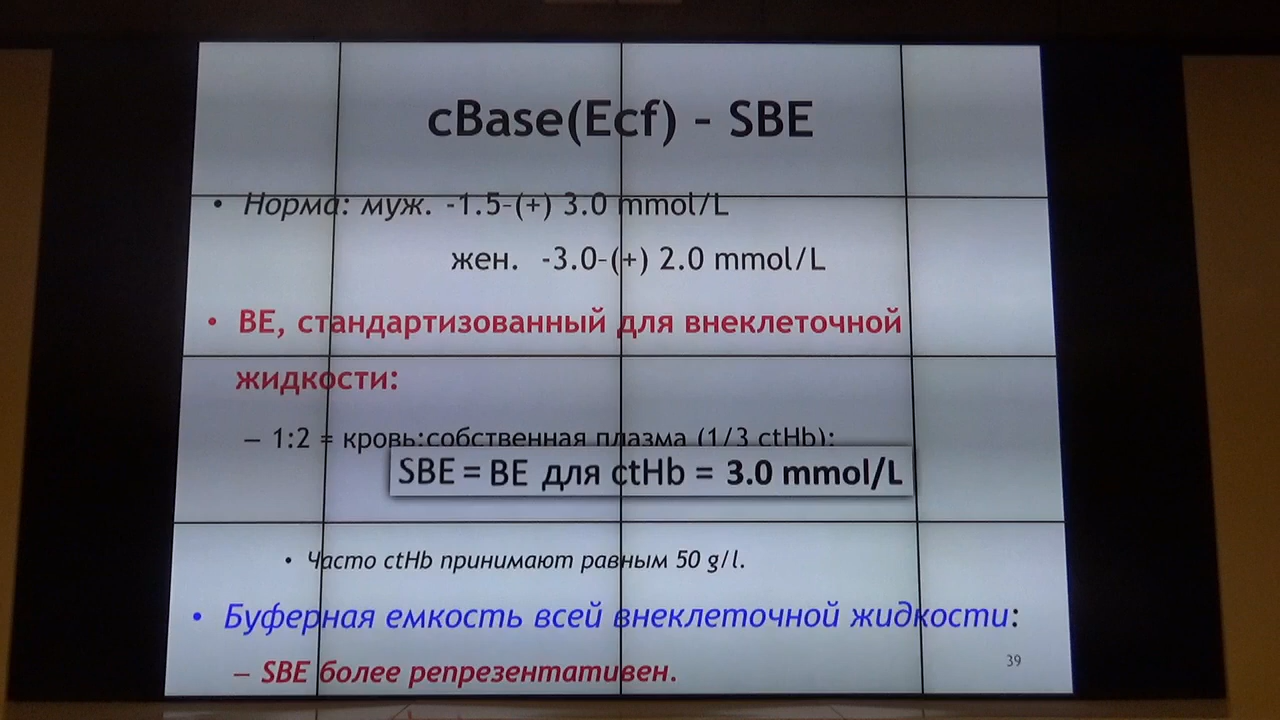 cBase(Ecf) - SBE
• Норма: муж. -1.5-(+) 3.0 mmol/L
жен. -3.0-(+) 2.0 mmol/L
• BE, стандартизованный для внеклеточной
жидкости:
– 1:2 = кровь:собственная плазма (1/3 ctHb):
SBE = BE для ctHb = 3.0 mmol/L
• Часто ctHb принимают равным 50 g/l.
• Буферная емкость всей внеклеточной жидкости:
– SBE более репрезентативен.
39